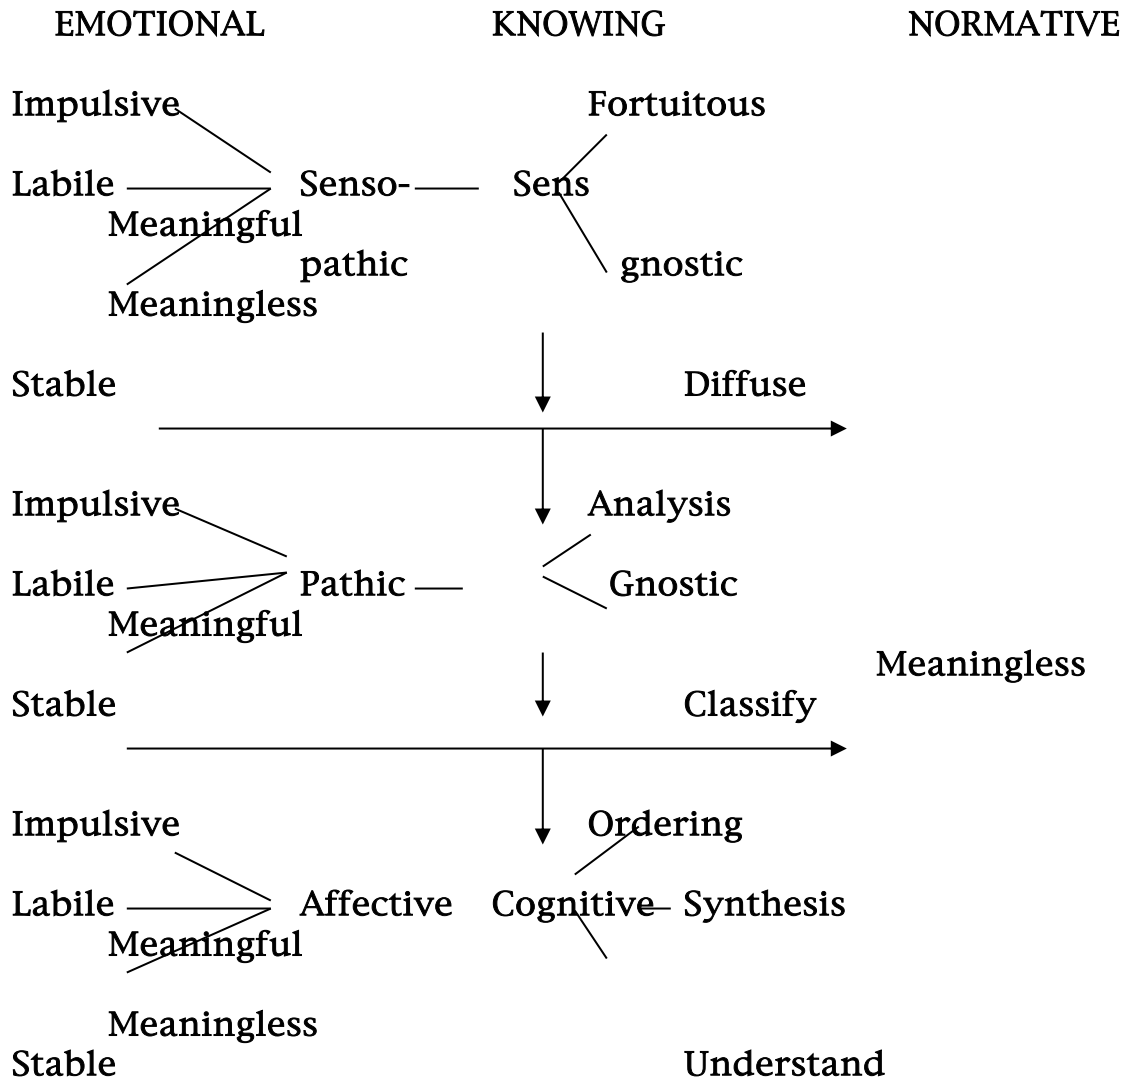 EMOTIONAL KNOWING NORMATIVE
Impulsive Fortuitous
Labile Senso- Sens
Meaningful
pathic gnostic
Meaningless
Stable Diffuse
Impulsive Analysis
Labile Pathic Gnostic
Meaningful
Meaningless
Stable Classify
Impulsive Ordering
Labile Affective Cognitive Synthesis
Meaningful
Meaningless
Stable Understand